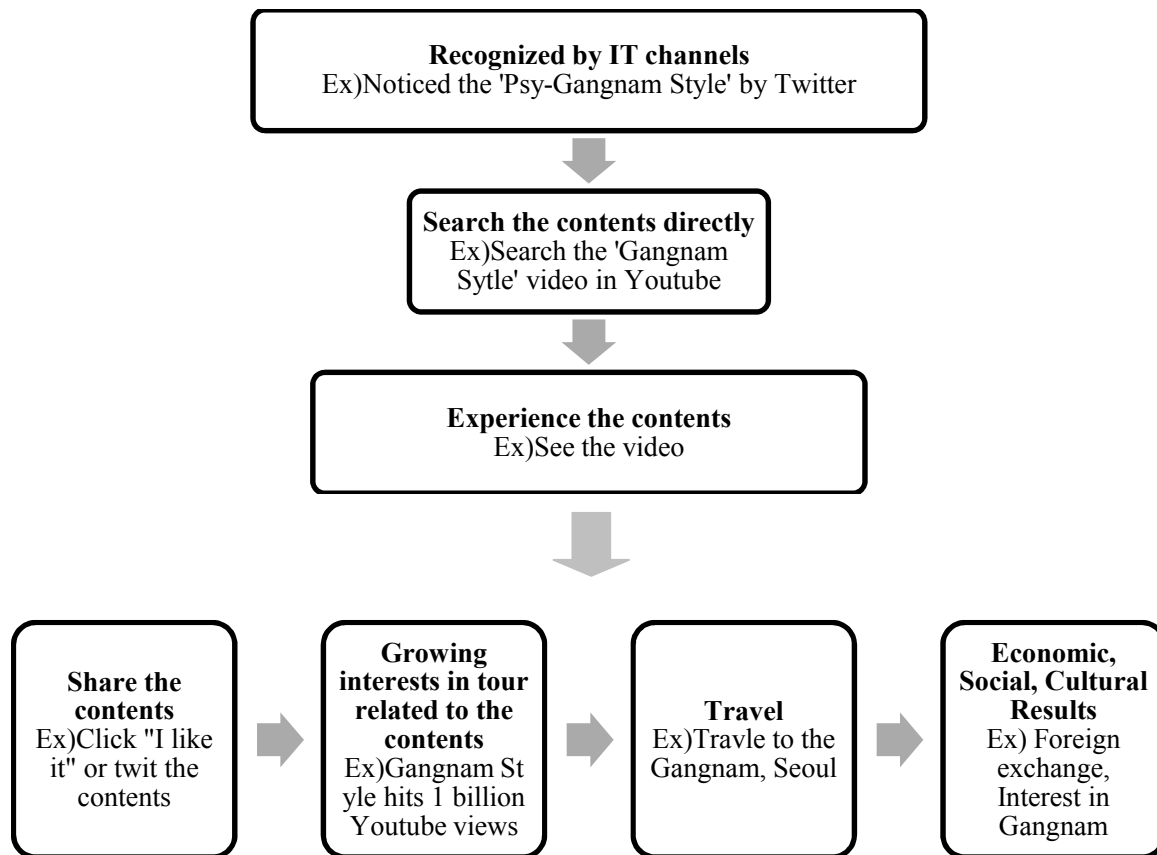 Recognized by IT channels
Ex)Noticed the 'Psy-Gangnam Style' by Twitter
Search the contents directly
Ex)Search the 'Gangnam
Sytle' video in Youtube
Experience the contents
Ex)See the video
Share the
contents
Ex)Click "I like
it" or twit the
contents
Growing
interests in tour
related to the
contents
Ex)Gangnam St
yle hits 1 billion
Youtube views
Travel
Ex)Travle to the
Gangnam, Seoul
Economic,
Social, Cultural
Results
Ex) Foreign
exchange,
Interest in
Gangnam